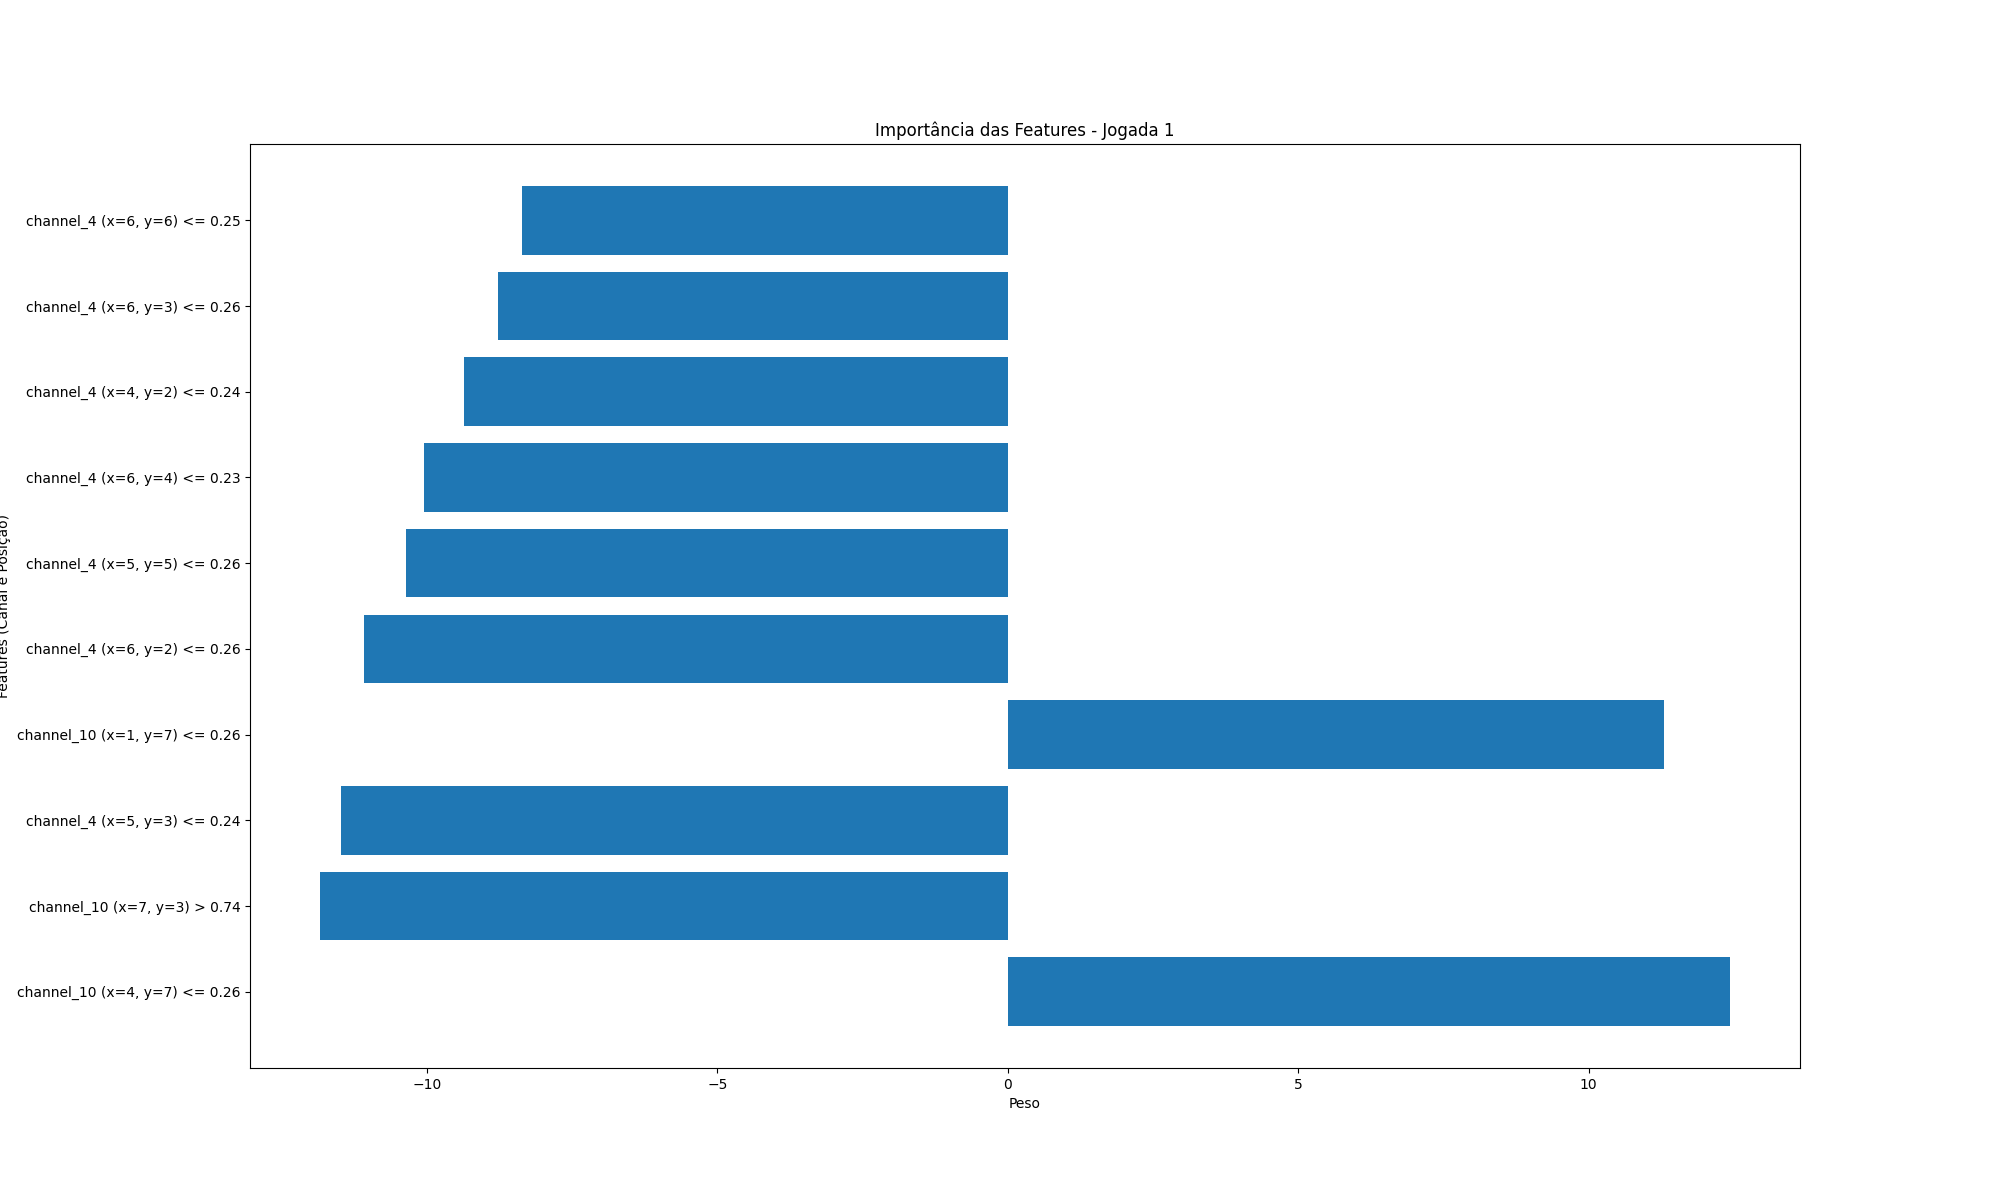 Importância das Features - Jogada 1
channel_4 (x=6, y=6) <= 0.25
channel_4 (x=6, y=3) <= 0.26
channel_4 (x=4, y=2) <= 0.24
channel_4 (x=6, y=4) <= 0.23
channel_4 (x=5, y=5) <= 0.26
channel_4 (x=6, y=2) <= 0.26
channel_10 (x=1, y=7) <= 0.26
channel_4 (x=5, y=3) <= 0.24
channel_10 (x=7, y=3) > 0.74
channel_10 (x=4, y=7) <= 0.26
Features (Canal e Posição)
−10 −5 0 5 10
Peso